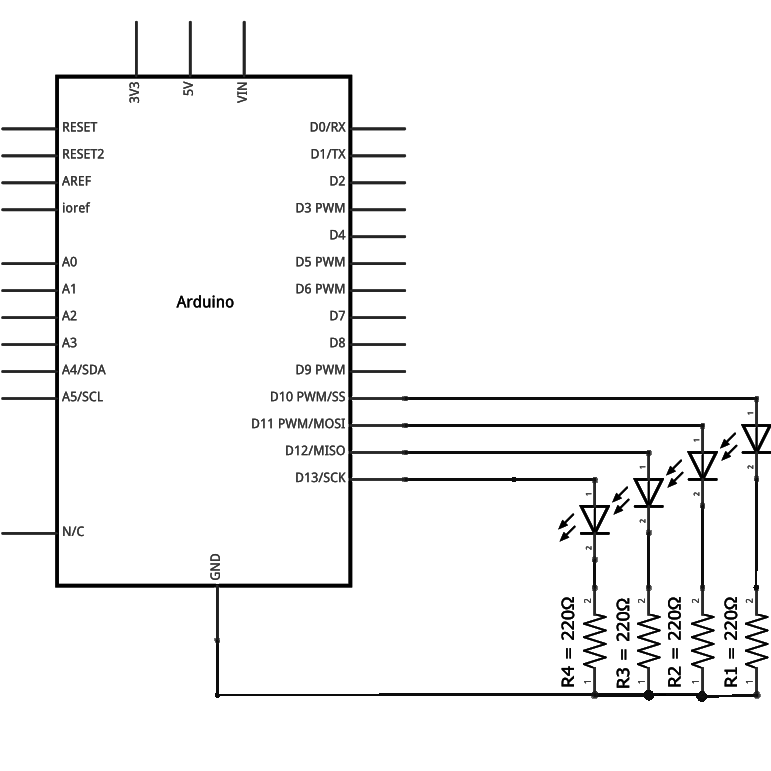 3V3
5V
VIN
RESET
RESET2
AREF
ioref
A0
A1
A2
A3
A4/SDA
A5/SCL
N/C
Arduino
D0/RX
D1/TX
D2
D3 PWM
D4
D5 PWM
D6 PWM
D7
D8
D9 PWM
D10 PWM/SS
D11 PWM/MOSI
D12/MISO
D13/SCK
GND
1
2
1
2
1
2
1
2
R4 = 220Ω
2
1
R3 = 220Ω
2
1
R2 = 220Ω
2
1
R1 = 220Ω
2
1